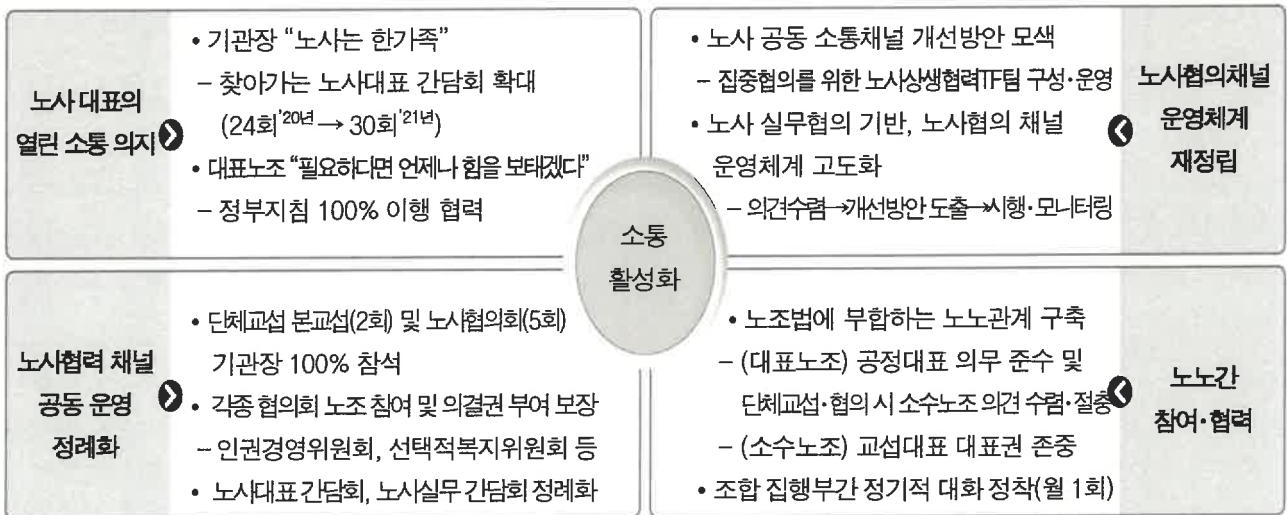 노사 대표의
열린 소통 의지
• 기관장 “노사는 한가족”
– 찾아가는 노사대표 간담회 확대
(24회'20년 → 30회'21년)
• 대표노조 “필요하다면 언제나 힘을 보태겠다”
– 정부지침 100% 이행 협력
• 노사 공동 소통채널 개선방안 모색
– 집중협의를 위한 노사상생협력TF팀 구성·운영
• 노사 실무협의 기반, 노사협의 채널
운영체계 고도화
– 의견수렴→개선방안 도출→시행·모니터링
노사협의채널
운영체계
재정립
소통
활성화
노사협력 채널
공동 운영
정례화
• 단체교섭 본교섭(2회) 및 노사협의회(5회)
기관장 100% 참석
• 각종 협의회 노조 참여 및 의결권 부여 보장
– 인권경영위원회, 선택적복지위원회 등
• 노사대표 간담회, 노사실무 간담회 정례화
• 노조법에 부합하는 노노관계 구축
– (대표노조) 공정대표 의무 준수 및
단체교섭·협의 시 소수노조 의견 수렴·절충
– (소수노조) 교섭대표 대표권 존중
• 조합 집행부간 정기적 대화 정착(월 1회)
노노간
참여·협력